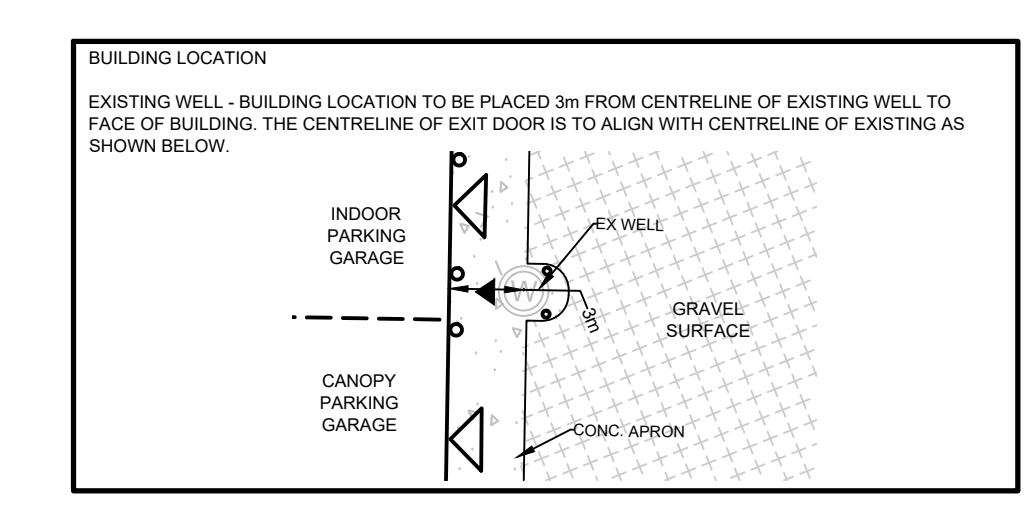 BUILDING LOCATION
EXISTING WELL - BUILDING LOCATION TO BE PLACED 3m FROM CENTRELINE OF EXISTING WELL TO
FACE OF BUILDING. THE CENTRELINE OF EXIT DOOR IS TO ALIGN WITH CENTRELINE OF EXISTING AS
SHOWN BELOW.
INDOOR
PARKING
GARAGE
EX WELL
W
3m
GRAVEL
SURFACE
CANOPY
PARKING
GARAGE
CONC. APRON